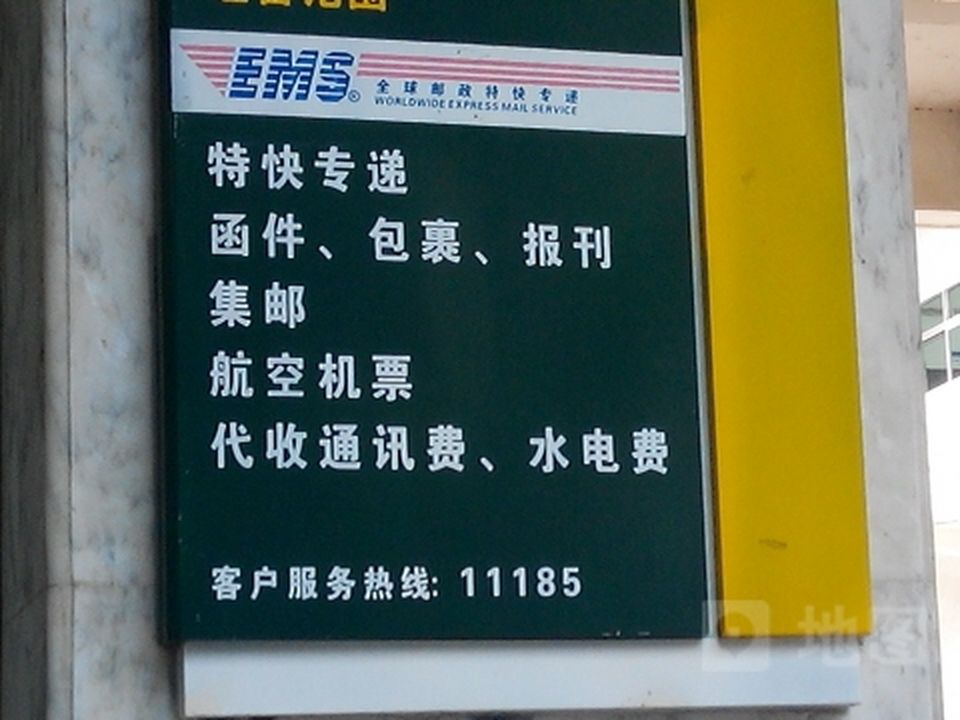 EMS®
全球邮政特快专递
WORLDWIDE EXPRESS MAIL SERVICE
特快专递
函件、包裹、报刊
集邮
航空机票
代收通讯费、水电费
客户服务热线: 11185
地图